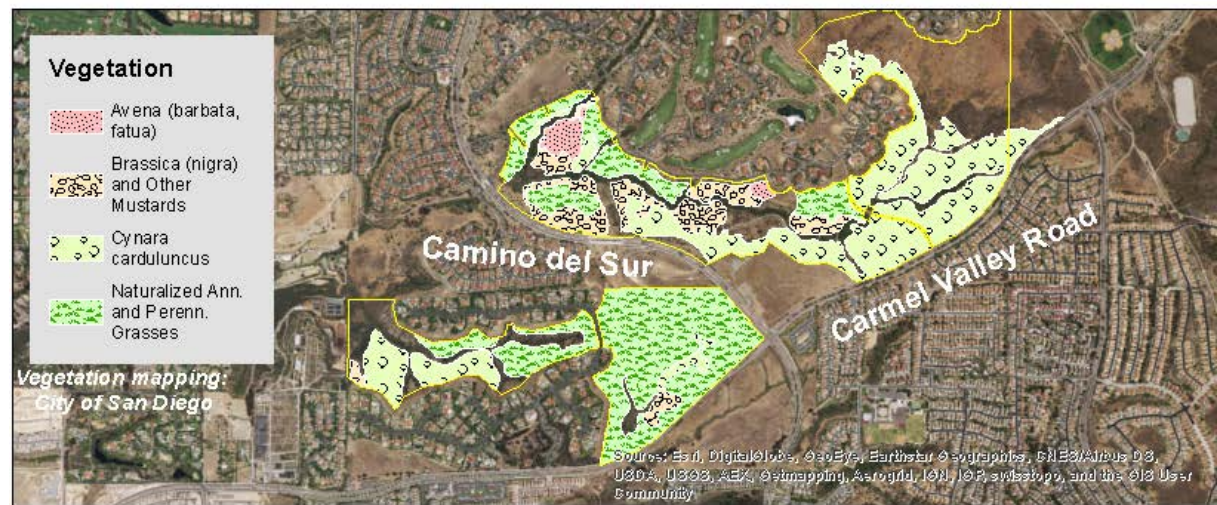 Vegetation
Avena (barbata,
fatua)
Brassica (nigra)
and Other
Mustards
Cynara
carduluncus
Naturalized Ann.
and Perenn.
Grasses
Vegetation mapping:
City of San Diego
Camino del Sur
Carmel Valley Road
Source: Esri, DigitalGlobe, GeoEye, Earthstar Geographics, CNES/Airbus DS,
USDA, USGS, AEX, Getmapping, Aerogrid, IGN, IGP, swisstopo, and the GIS User
Community